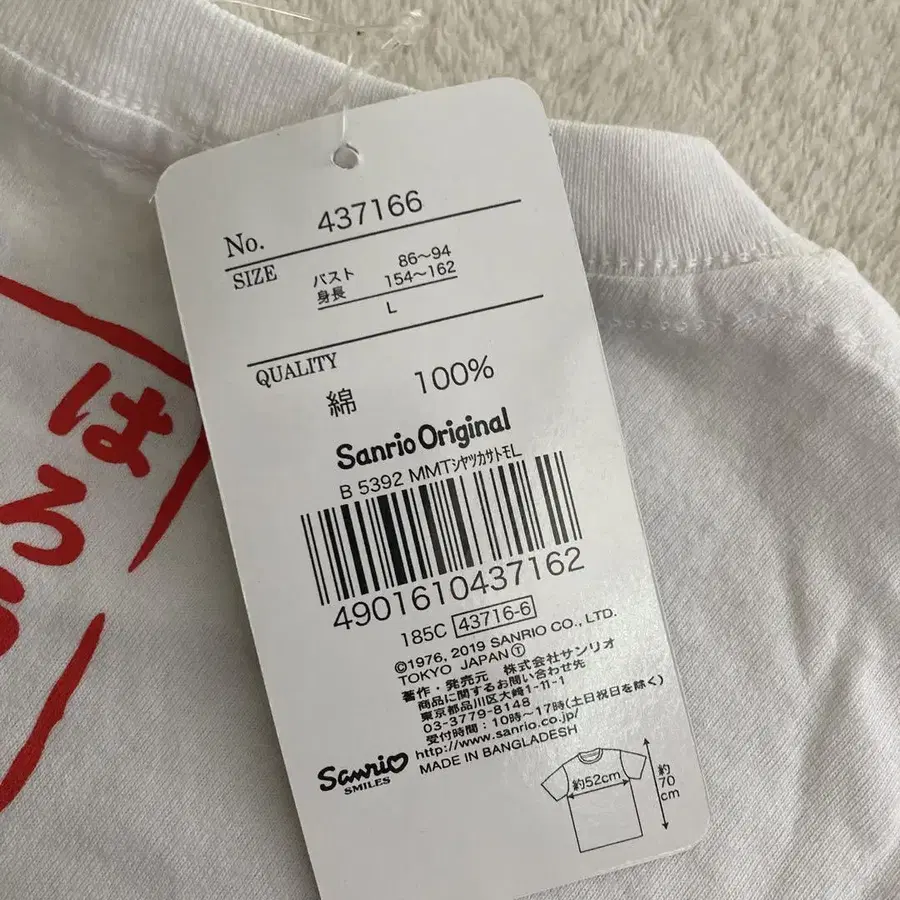 No. 437166
SIZE バスト 86〜94
身長 154〜162
L
QUALITY
綿 100%
Sanrio Original
B 5392 MMTシヤツカサトモL
4901610437162
185C 43716-6
©1976, 2019 SANRIO CO., LTD.
TOKYO JAPAN Ⓣ
著作・発売元 株式会社サンリオ
商品に関するお問い合わせ先
東京都品川区大崎1-11-1
03-3779-8148
受付時間:10時〜17時(土日祝日を除く)
http://www.sanrio.co.jp/
MADE IN BANGLADESH
Sanrio
SMILES
約52cm
約70cm
はろ